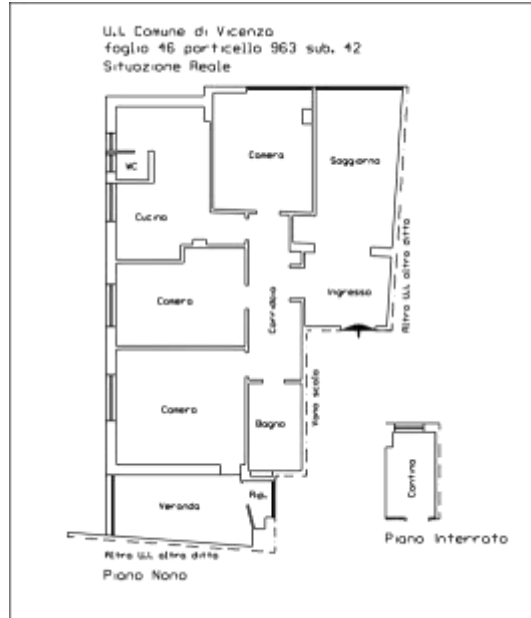 U.I. Comune di Vicenza
foglio 46 particella 963 sub. 42
Situazione Reale
Camera
Soggiorno
WC
Cucina
Altra U.I. altra ditta
Camera
Corridoio
Ingresso
Camera
Vano scala
Bagno
Cantina
Veranda
Rip.
Piano Interrato
Altra U.I. altra ditta
Piano Nono